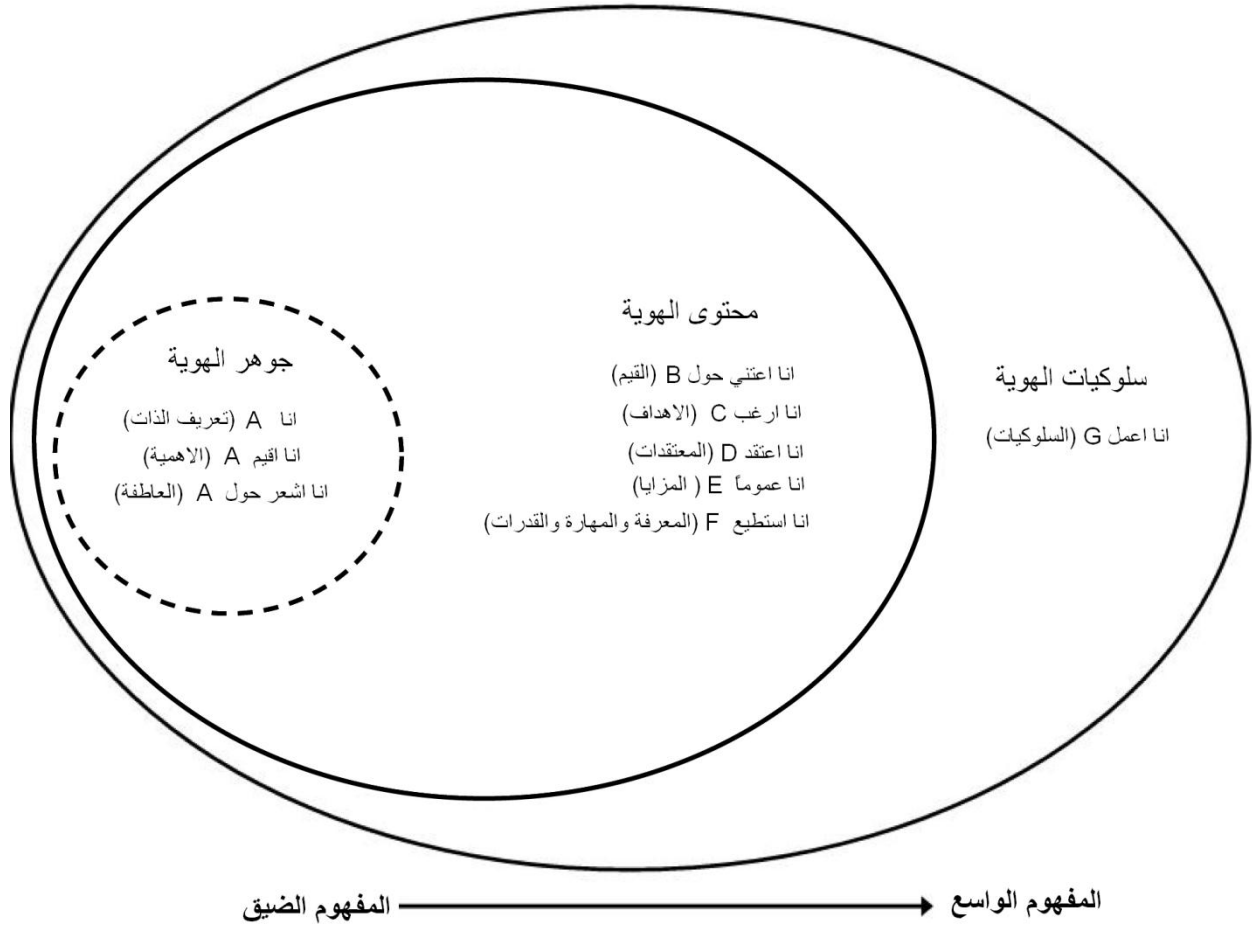 جوهر الهوية
انا A (تعريف الذات)
انا اقيم A (الاهمية)
انا اشعر حول A (العاطفة)
محتوى الهوية
انا اعتني حول B (القيم)
انا ارغب C (الاهداف)
انا اعتقد D (المعتقدات)
انا عموماً E ( المزايا)
انا استطيع F (المعرفة والمهارة والقدرات)
سلوكيات الهوية
انا اعمل G (السلوكيات)
المفهوم الضيق
المفهوم الواسع